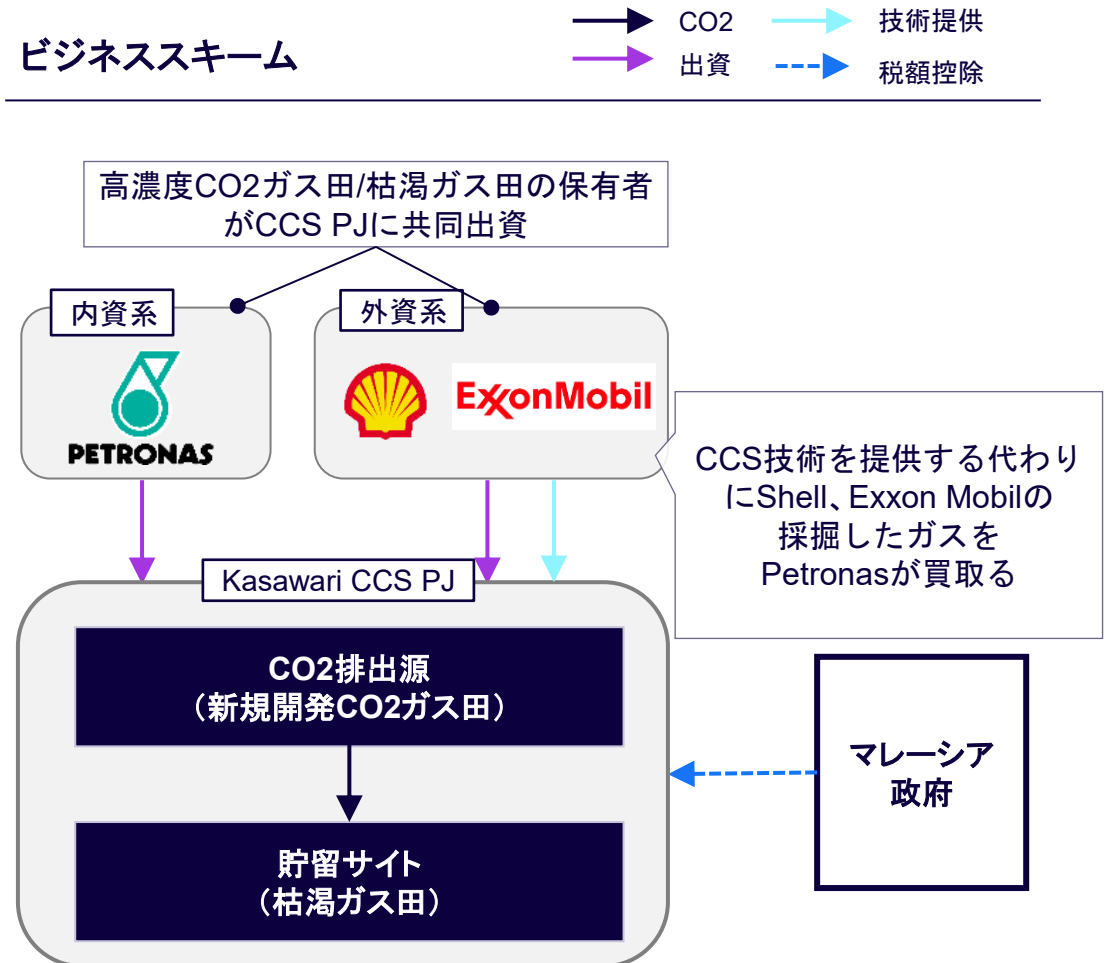 ビジネススキーム
CO2
技術提供
出資
税額控除
高濃度CO2ガス田/枯渇ガス田の保有者
がCCS PJに共同出資
内資系
外資系
PETRONAS
ExxonMobil
CCS技術を提供する代わり
にShell、Exxon Mobilの
採掘したガスを
Petronasが買取る
Kasawari CCS PJ
CO2排出源
（新規開発CO2ガス田）
マレーシア
政府
貯留サイト
（枯渇ガス田）